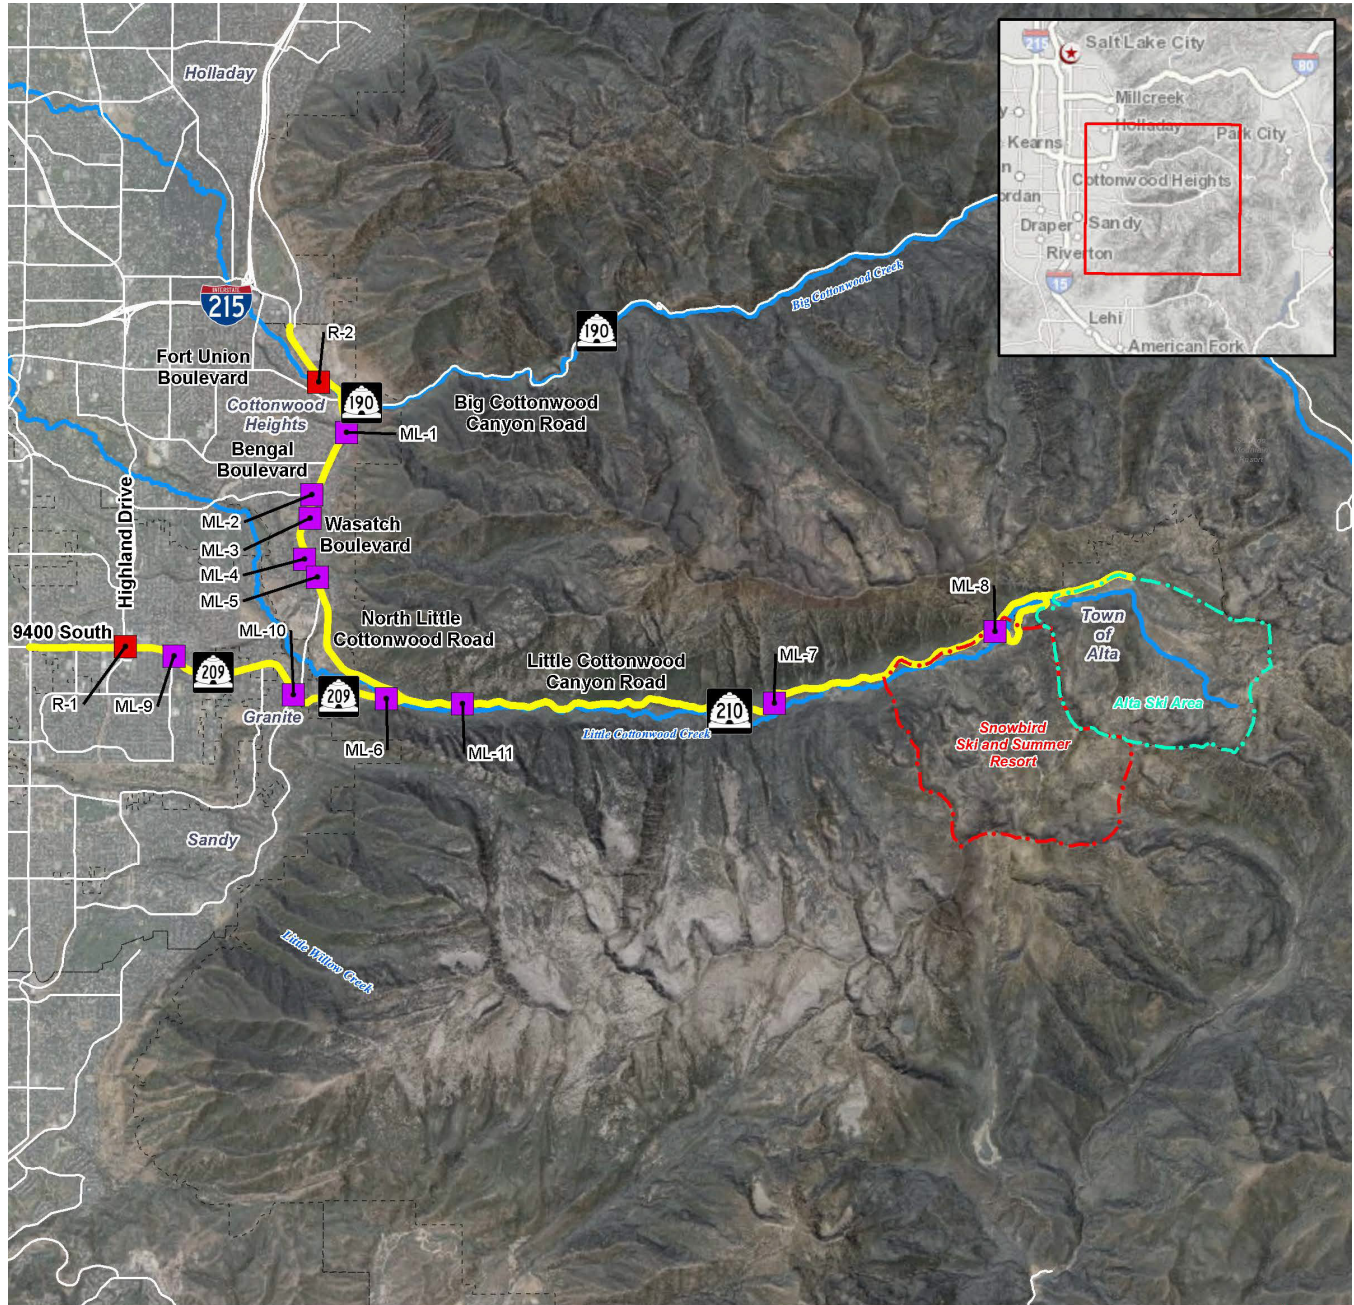 Holladay
INTERSTATE
215
Fort Union
Boulevard
R-2
190
Cottonwood
Heights
Bengal
Boulevard
ML-1
Big Cottonwood
Canyon Road
190
Big Cottonwood Creek
Highland Drive
ML-2
ML-3
ML-4
ML-5
Wasatch
Boulevard
North Little
Cottonwood Road
9400 South
R-1
ML-9
209
ML-10
Granite
209
ML-6
ML-11
Little Cottonwood
Canyon Road
Little Cottonwood Creek
210
ML-7
ML-8
Town
of
Alta
Alta Ski Area
Snowbird
Ski and Summer
Resort
Sandy
Little Willow Creek
215
Salt Lake City
80
Millcreek
Holladay
Park City
Kearns
Cottonwood Heights
rdan
Draper
Sandy
Riverton
15
Lehi
American Fork